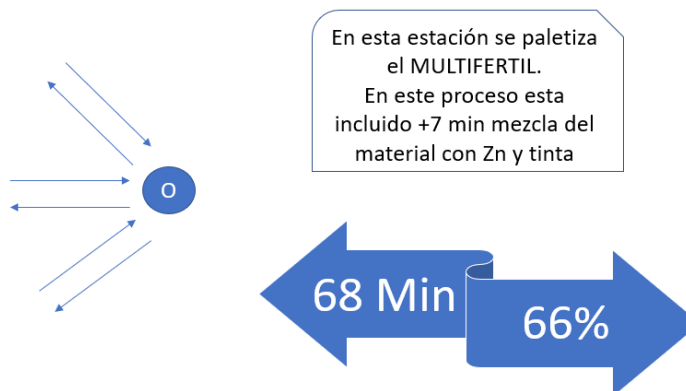 En esta estación se paletiza
el MULTIFERTIL.
En este proceso esta
incluido +7 min mezcla del
material con Zn y tinta
O
68 Min
66%